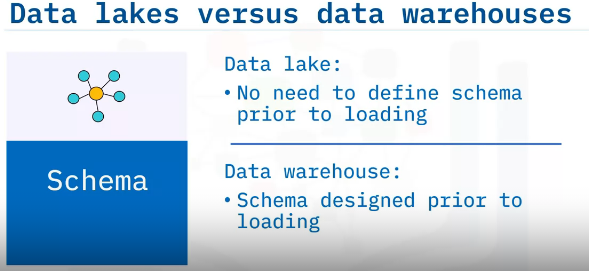 Data lakes versus data warehouses
Schema
Data lake:
• No need to define schema
prior to loading
Data warehouse:
• Schema designed prior to
loading